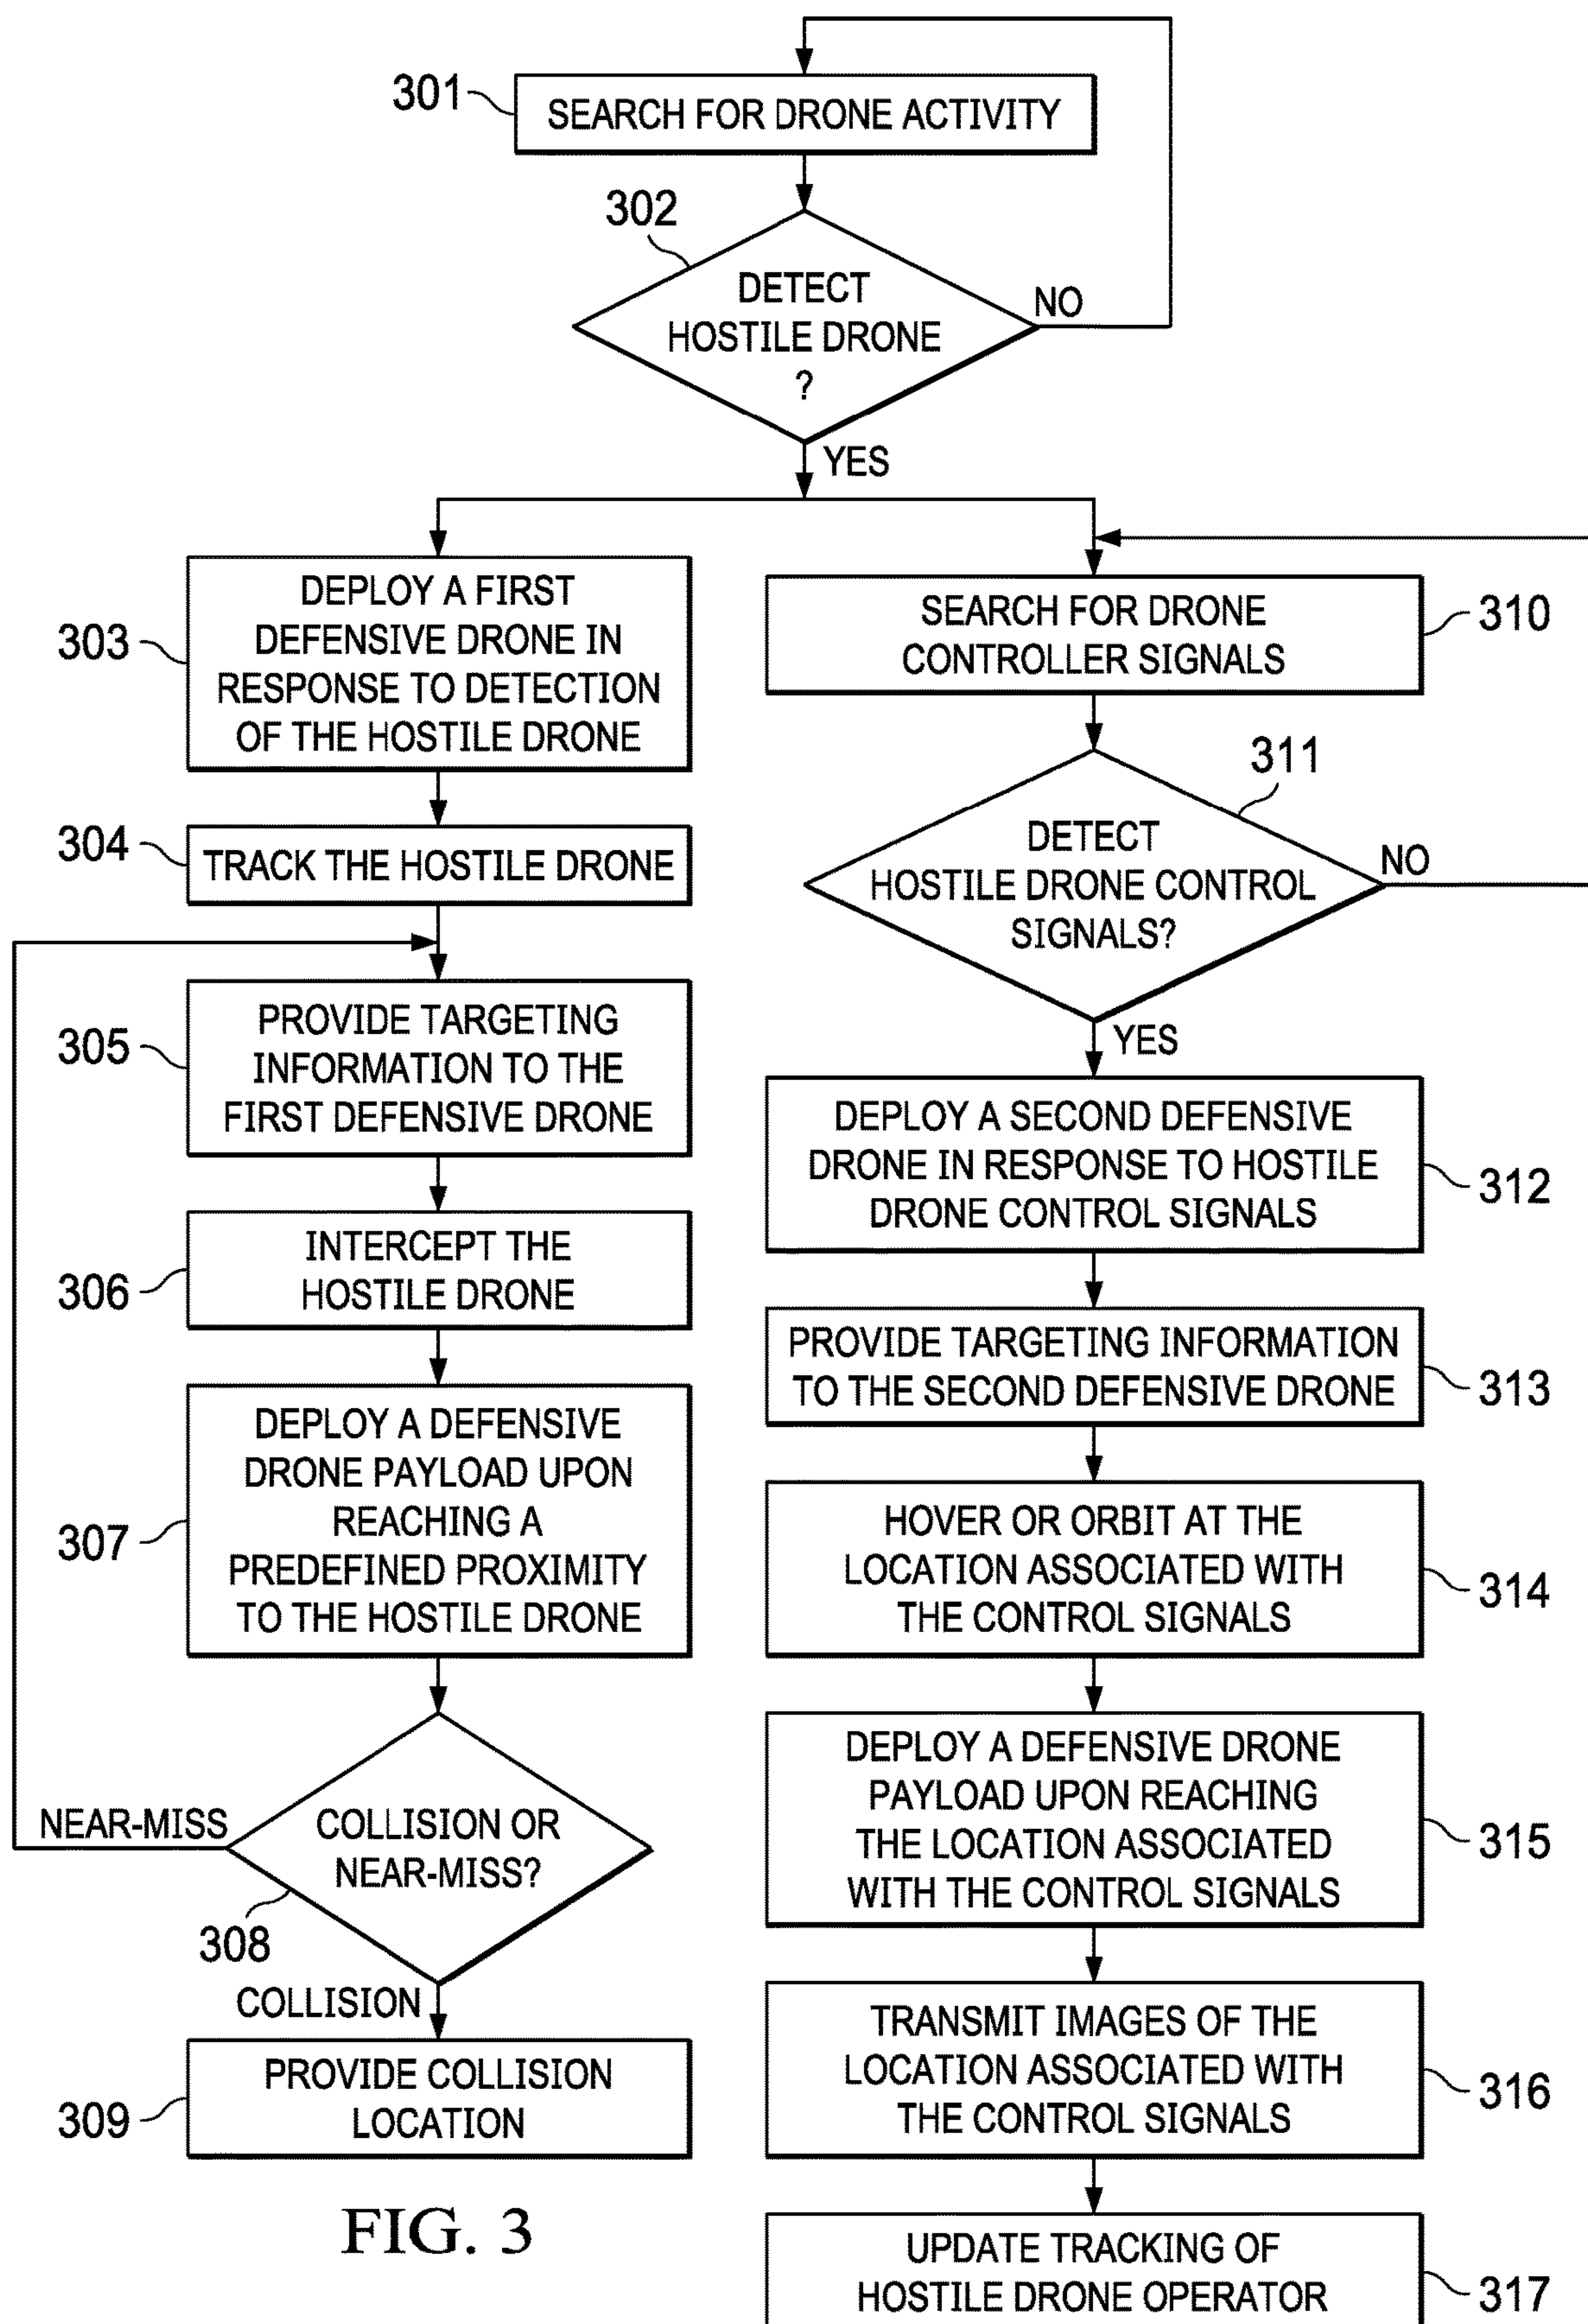 301
SEARCH FOR DRONE ACTIVITY
302
DETECT
HOSTILE DRONE
?
NO
YES
303
DEPLOY A FIRST
DEFENSIVE DRONE IN
RESPONSE TO DETECTION
OF THE HOSTILE DRONE
304
TRACK THE HOSTILE DRONE
305
PROVIDE TARGETING
INFORMATION TO THE
FIRST DEFENSIVE DRONE
306
INTERCEPT THE
HOSTILE DRONE
307
DEPLOY A DEFENSIVE
DRONE PAYLOAD UPON
REACHING A
PREDEFINED PROXIMITY
TO THE HOSTILE DRONE
NEAR-MISS
COLLISION OR
NEAR-MISS?
308
COLLISION
309
PROVIDE COLLISION
LOCATION
FIG. 3
SEARCH FOR DRONE
CONTROLLER SIGNALS
310
311
DETECT
HOSTILE DRONE CONTROL
SIGNALS?
NO
YES
DEPLOY A SECOND DEFENSIVE
DRONE IN RESPONSE TO HOSTILE
DRONE CONTROL SIGNALS
312
PROVIDE TARGETING INFORMATION
TO THE SECOND DEFENSIVE DRONE
313
HOVER OR ORBIT AT THE
LOCATION ASSOCIATED WITH
THE CONTROL SIGNALS
314
DEPLOY A DEFENSIVE DRONE
PAYLOAD UPON REACHING
THE LOCATION ASSOCIATED
WITH THE CONTROL SIGNALS
315
TRANSMIT IMAGES OF THE
LOCATION ASSOCIATED WITH
THE CONTROL SIGNALS
316
UPDATE TRACKING OF
HOSTILE DRONE OPERATOR
317